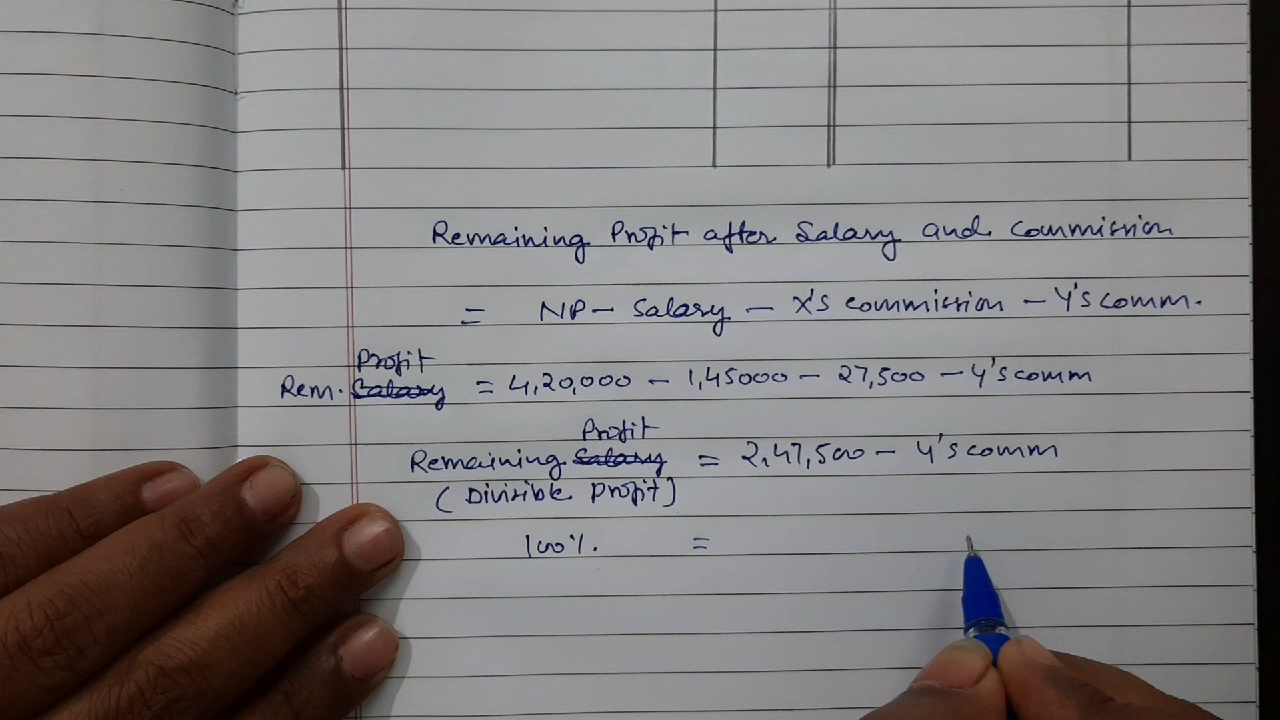 Remaining Profit after Salary and Commission
= NP - Salary - X's commission - Y's comm.
Profit
Rem. Salary = 4,20,000 - 1,45000 - 27,500 - Y's comm
Profit
Remaining Salary = 2,47,500 - Y's comm
( Divisible Profit )
100%. =